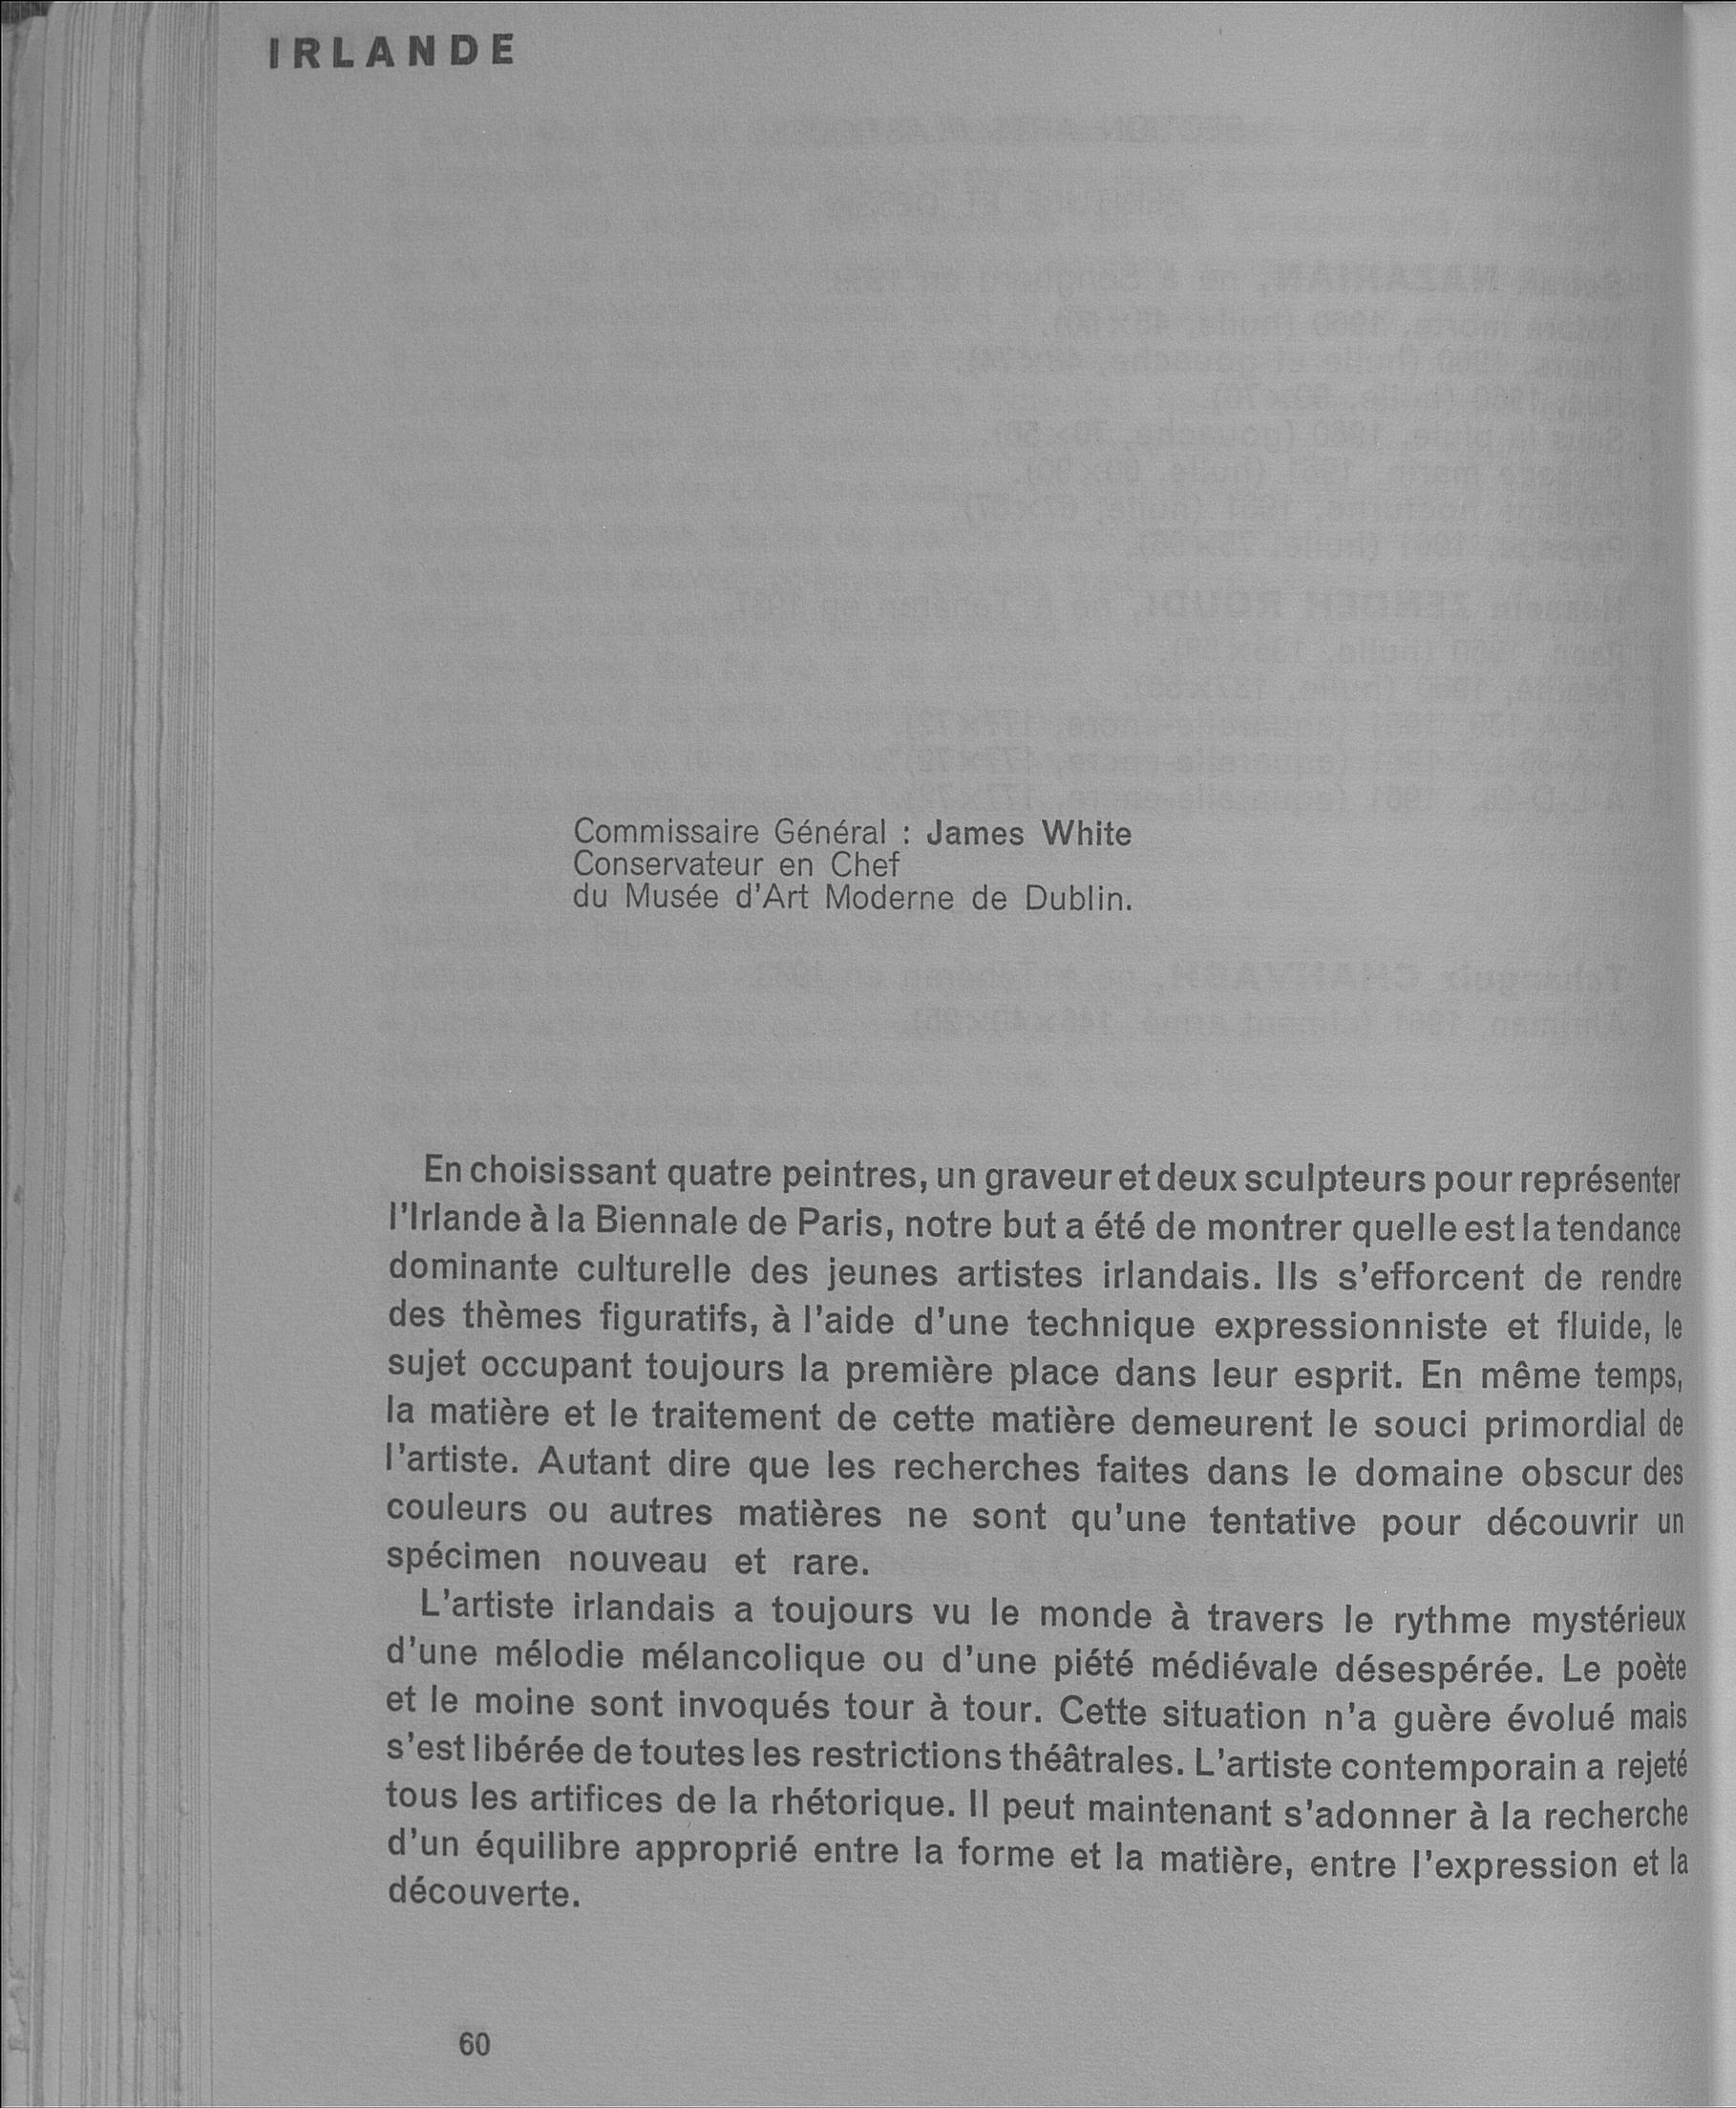 IRLANDE
Commissaire Général : James White
Conservateur en Chef
du Musée d'Art Moderne de Dublin.
En choisissant quatre peintres, un graveur et deux sculpteurs pour représenter
l'Irlande à la Biennale de Paris, notre but a été de montrer quelle est la tendance
dominante culturelle des jeunes artistes irlandais. Ils s'efforcent de rendre
des thèmes figuratifs, à l'aide d'une technique expressionniste et fluide, le
sujet occupant toujours la première place dans leur esprit. En même temps,
la matière et le traitement de cette matière demeurent le souci primordial de
l'artiste. Autant dire que les recherches faites dans le domaine obscur des
couleurs ou autres matières ne sont qu'une tentative pour découvrir un
spécimen nouveau et rare.
L'artiste irlandais a toujours vu le monde à travers le rythme mystérieux
d'une mélodie mélancolique ou d'une piété médiévale désespérée. Le poète
et le moine sont invoqués tour à tour. Cette situation n'a guère évolué mais
s'est libérée de toutes les restrictions théâtrales. L'artiste contemporain a rejeté
tous les artifices de la rhétorique. Il peut maintenant s'adonner à la recherche
d'un équilibre approprié entre la forme et la matière, entre l'expression et la
découverte.
60